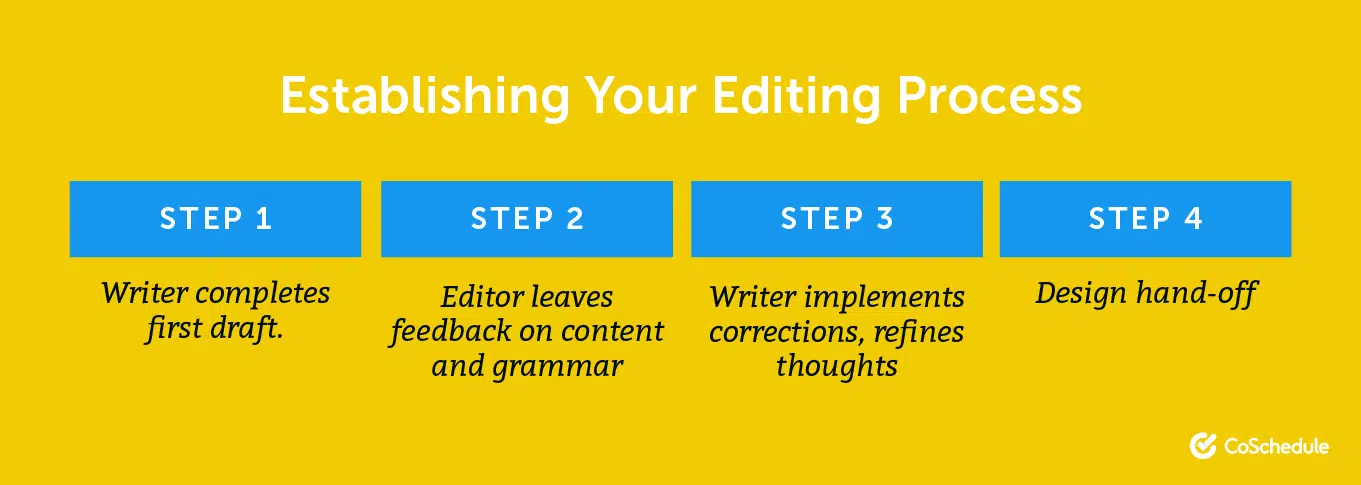 Establishing Your Editing Process
STEP 1
Writer completes
first draft.
STEP 2
Editor leaves
feedback on content
and grammar
STEP 3
Writer implements
corrections, refines
thoughts
STEP 4
Design hand-off
CoSchedule